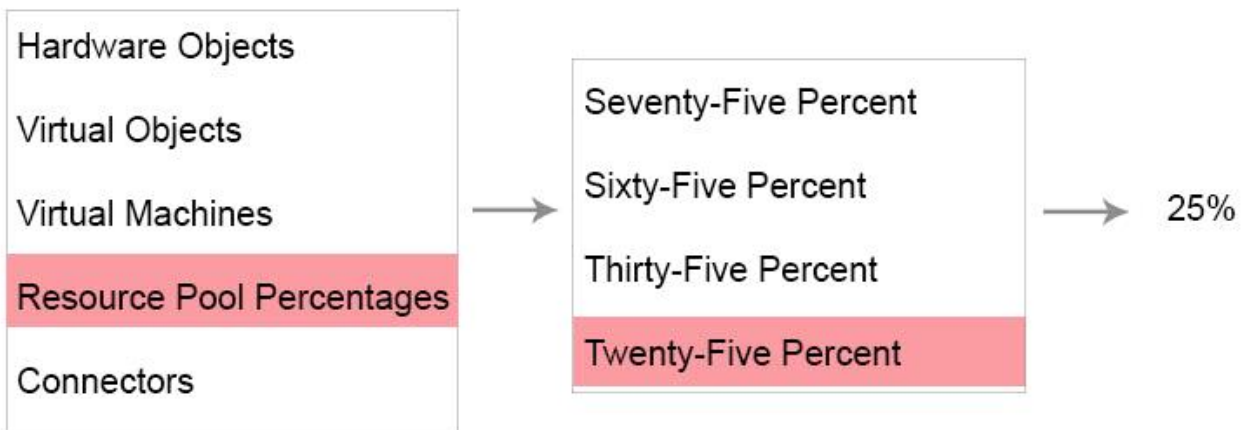 Hardware Objects
Virtual Objects
Virtual Machines
Resource Pool Percentages
Connectors
Seventy-Five Percent
Sixty-Five Percent
Thirty-Five Percent
Twenty-Five Percent
25%